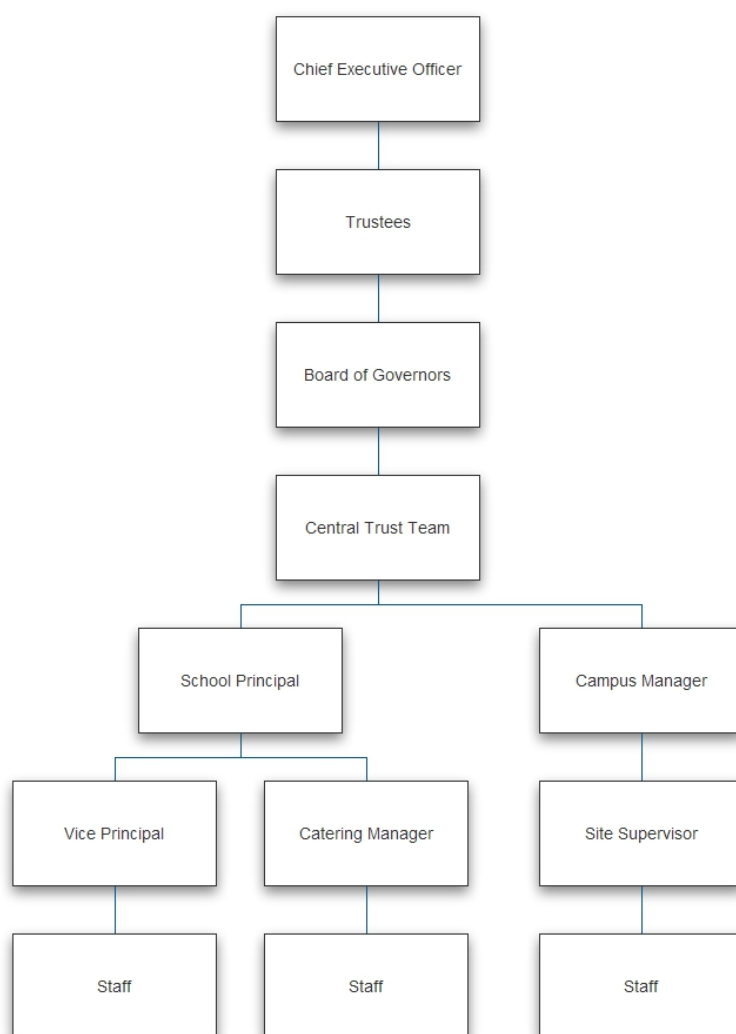 Chief Executive Officer
Trustees
Board of Governors
Central Trust Team
School Principal
Campus Manager
Vice Principal
Catering Manager
Site Supervisor
Staff
Staff
Staff